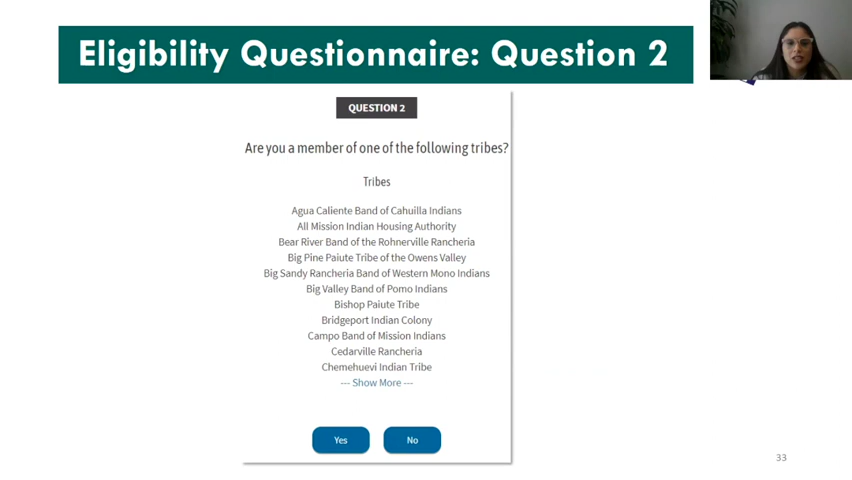 Eligibility Questionnaire: Question 2
QUESTION 2
Are you a member of one of the following tribes?
Tribes
Agua Caliente Band of Cahuilla Indians
All Mission Indian Housing Authority
Bear River Band of the Rohnerville Rancheria
Big Pine Paiute Tribe of the Owens Valley
Big Sandy Rancheria Band of Western Mono Indians
Big Valley Band of Pomo Indians
Bishop Paiute Tribe
Bridgeport Indian Colony
Campo Band of Mission Indians
Cedarville Rancheria
Chemehuevi Indian Tribe
--- Show More ---
Yes No
33